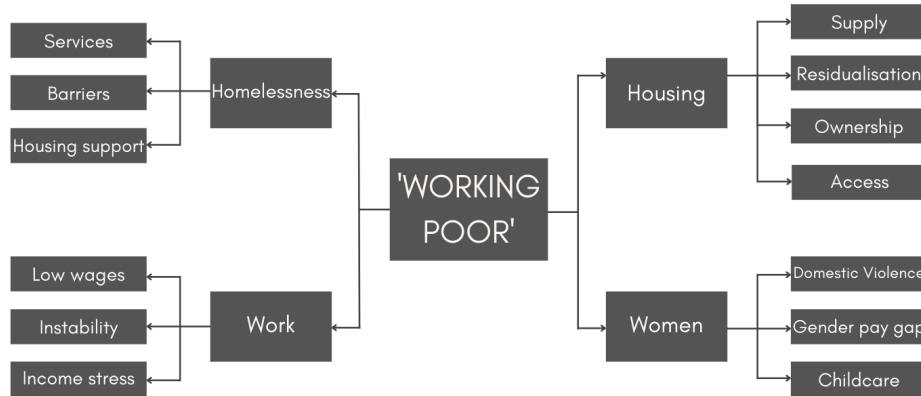 Services
Barriers
Housing support
Homelessness
Low wages
Instability
Income stress
Work
'WORKING
POOR'
Housing
Supply
Residualisation
Ownership
Access
Women
Domestic Violence
Gender pay gap
Childcare